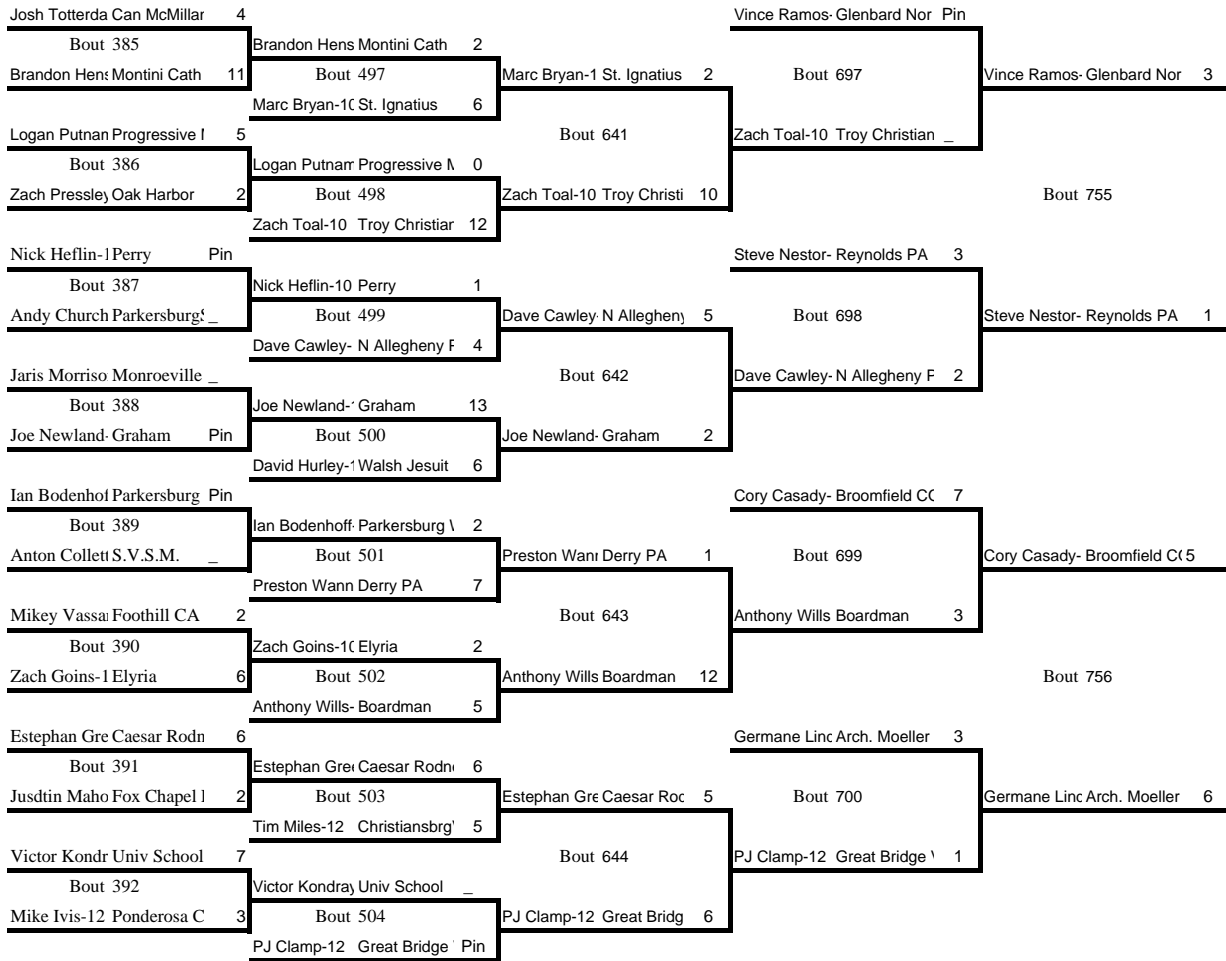 Josh Totterda Can McMillar 4
Vince Ramos- Glenbard Nor Pin
Bout 385
Brandon Hens Montini Cath 2
Brandon Hens Montini Cath 11
Bout 497
Marc Bryan-1 St. Ignatius 2
Bout 697
Vince Ramos- Glenbard Nor 3
Marc Bryan-10 St. Ignatius 6
Logan Putnan Progressive 5
Bout 641
Zach Toal-10 Troy Christian _
Bout 386
Logan Putnam Progressive M 0
Zach Pressley Oak Harbor 2
Bout 498
Zach Toal-10 Troy Christi 10
Bout 755
Zach Toal-10 Troy Christian 12
Nick Heflin-1 Perry Pin
Steve Nestor- Reynolds PA 3
Bout 387
Nick Heflin-10 Perry 1
Andy Church ParkersburgS _
Bout 499
Dave Cawley- N Allegheny 5
Bout 698
Steve Nestor- Reynolds PA 1
Dave Cawley- N Allegheny P 4
Jaris Morriso Monroeville _
Bout 642
Dave Cawley- N Allegheny P 2
Bout 388
Joe Newland-1 Graham 13
Joe Newland- Graham Pin
Bout 500
Joe Newland- Graham 2
David Hurley-1 Walsh Jesuit 6
Ian Bodenhof Parkersburg Pin
Cory Casady- Broomfield CO 7
Bout 389
Ian Bodenhoff- Parkersburg 2
Anton Collett S.V.S.M. _
Bout 501
Preston Wann Derry PA 1
Bout 699
Cory Casady- Broomfield CO 5
Preston Wann Derry PA 7
Mikey Vassar Foothill CA 2
Bout 643
Anthony Wills Boardman 3
Bout 390
Zach Goins-10 Elyria 2
Zach Goins-1 Elyria 6
Bout 502
Anthony Wills Boardman 12
Bout 756
Anthony Wills- Boardman 5
Estephan Gre Caesar Rodn 6
Germane Linc Arch. Moeller 3
Bout 391
Estephan Gree Caesar Rodne 6
Jusdtin Maho Fox Chapel 2
Bout 503
Estephan Gre Caesar Roc 5
Bout 700
Germane Linc Arch. Moeller 6
Tim Miles-12 Christiansbrg 5
Victor Kondr Univ School 7
Bout 644
PJ Clamp-12 Great Bridge 1
Bout 392
Victor Kondray Univ School _
Mike Ivis-12 Ponderosa C 3
Bout 504
PJ Clamp-12 Great Bridg 6
PJ Clamp-12 Great Bridge Pin